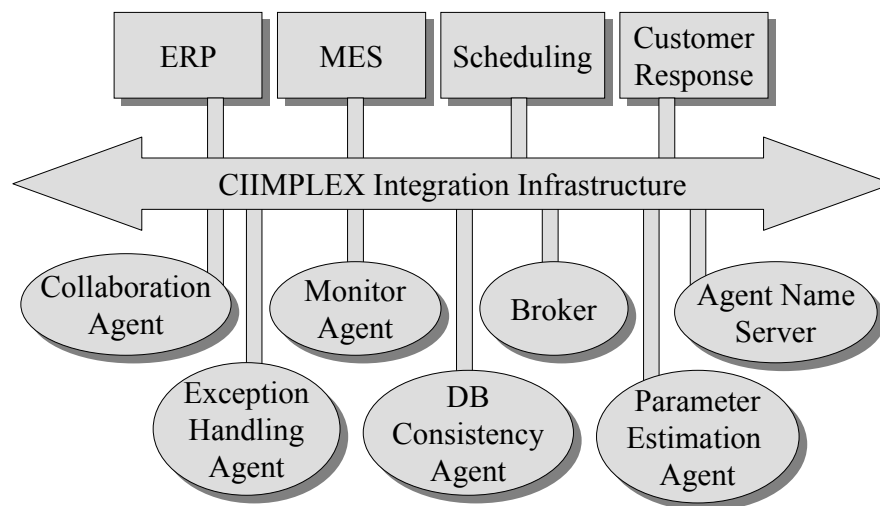 ERP
MES
Scheduling
Customer
Response
CIIMPLEX Integration Infrastructure
Collaboration
Agent
Monitor
Agent
Broker
Agent Name
Server
Exception
Handling
Agent
DB
Consistency
Agent
Parameter
Estimation
Agent